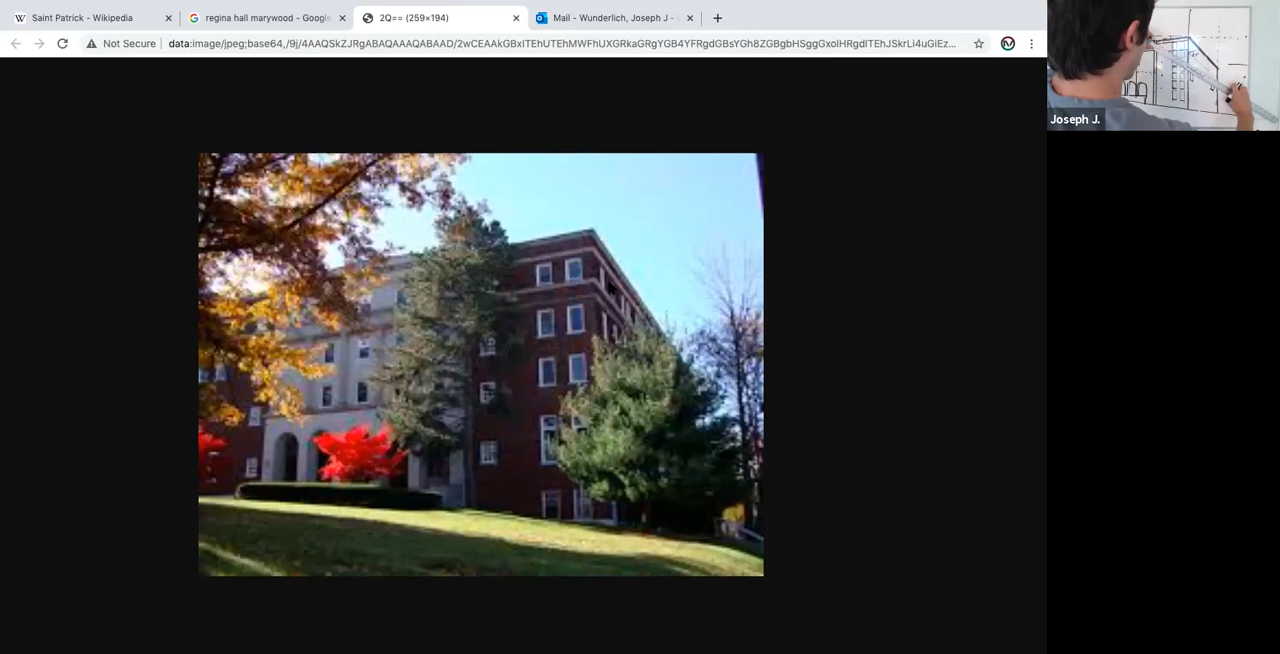 Saint Patrick - Wikipedia
regina hall marywood - Google
2Q== (259×194)
Mail - Wunderlich, Joseph J -
Not Secure
data:image/jpeg;base64,/9j/4AAQSkZJRgABAQAAAQABAAD/
Joseph J.